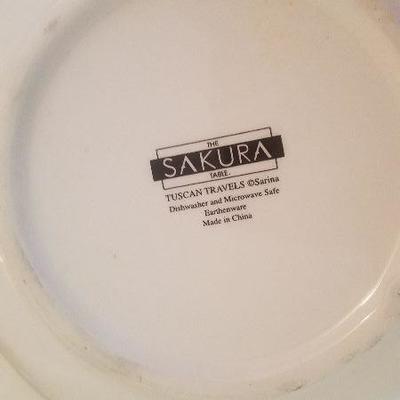 THE
SAKURA
TABLE.
TUSCAN TRAVELS ©Sarina
Dishwasher and Microwave Safe
Earthenware
Made in China